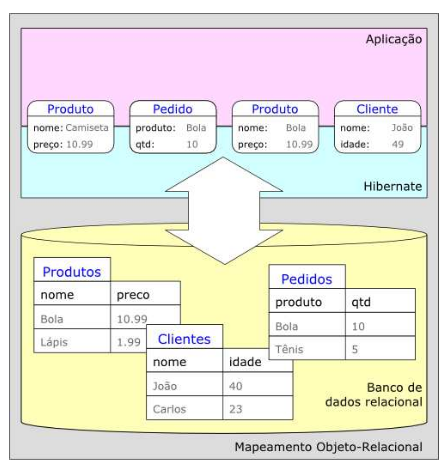 Aplicação
Produto Pedido Produto Cliente
nome: Camiseta produto: Bola nome: Bola nome: João
preço: 10.99 qtd: 10 preço: 10.99 idade: 49
Hibernate
Produtos
nome preco
Bola 10.99
Lápis 1.99
Clientes
nome idade
João 40
Carlos 23
Pedidos
produto qtd
Bola 10
Tênis 5
Banco de
dados relacional
Mapeamento Objeto-Relacional